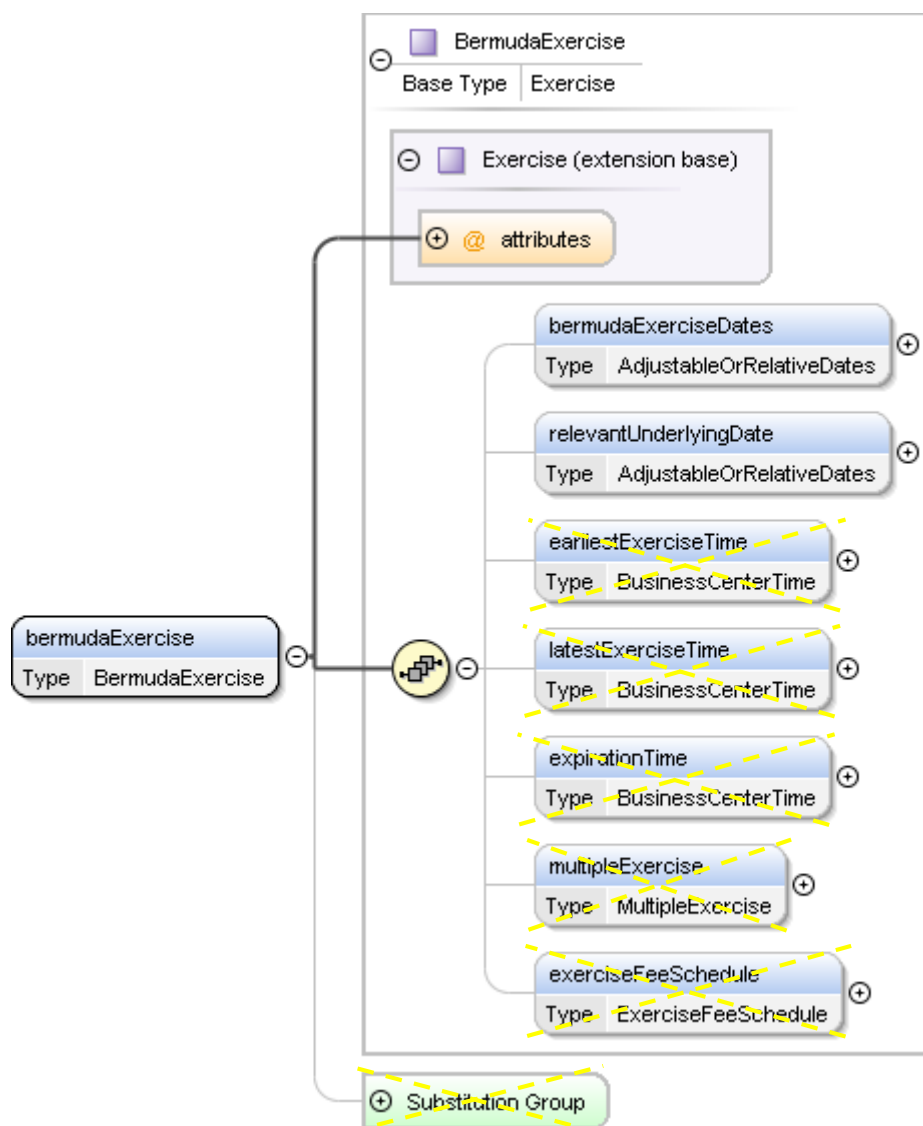 BermudaExercise
Base Type Exercise
Exercise (extension base)
@ attributes
bermudaExerciseDates
Type AdjustableOrRelativeDates
relevantUnderlyingDate
Type AdjustableOrRelativeDates
earliestExerciseTime
Type BusinessCenterTime
bermudaExercise
Type BermudaExercise
latestExerciseTime
Type BusinessCenterTime
expirationTime
Type BusinessCenterTime
multipleExercise
Type MultipleExercise
exerciseFeeSchedule
Type ExerciseFeeSchedule
Substitution Group